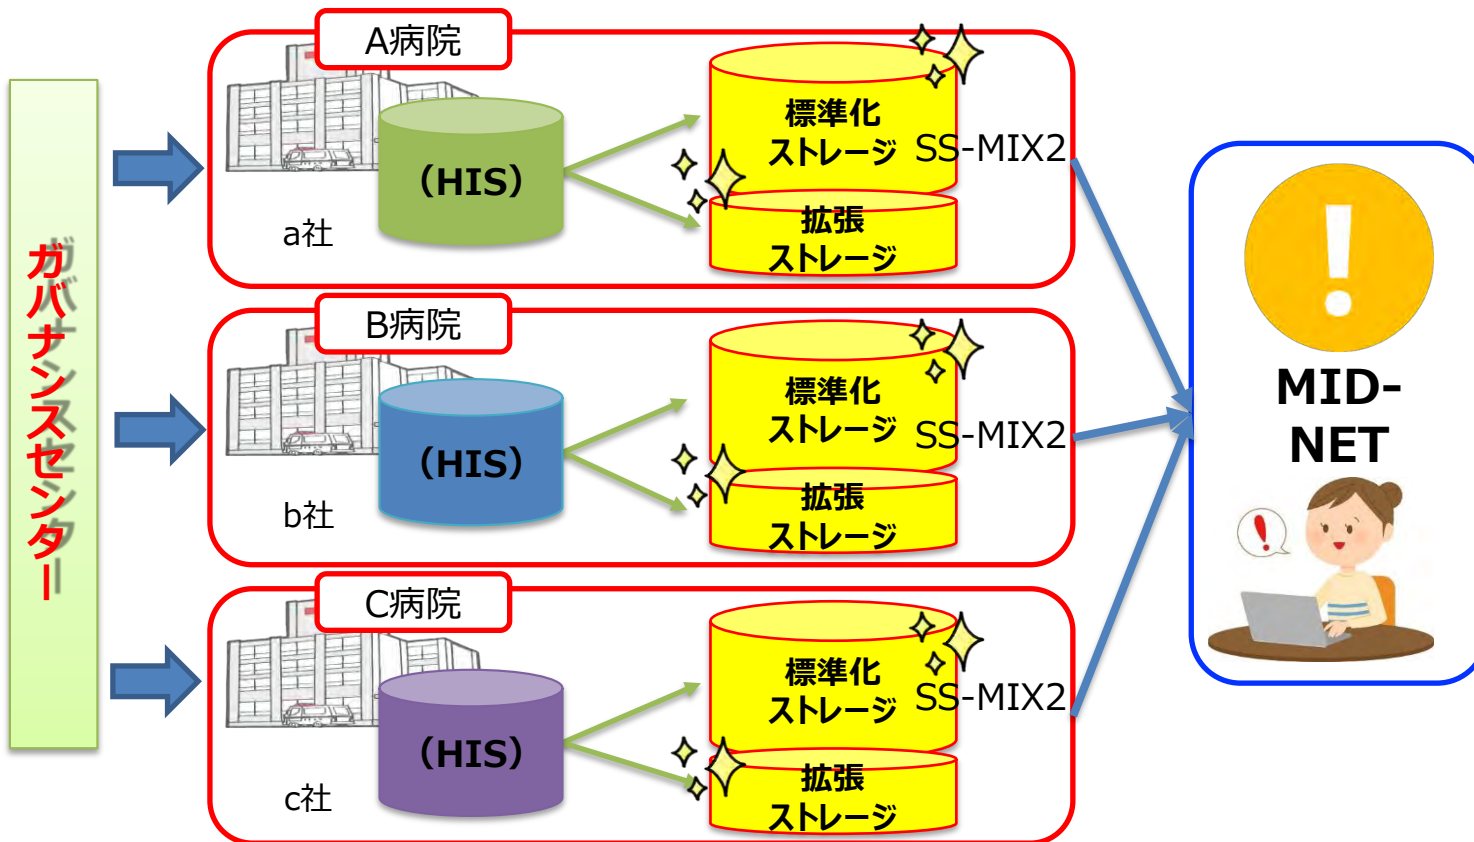 ガバナンスセンター
A病院
(HIS)
a社
標準化
ストレージ
SS-MIX2
拡張
ストレージ
B病院
(HIS)
b社
標準化
ストレージ
SS-MIX2
拡張
ストレージ
C病院
(HIS)
c社
標準化
ストレージ
SS-MIX2
拡張
ストレージ
MID-
NET